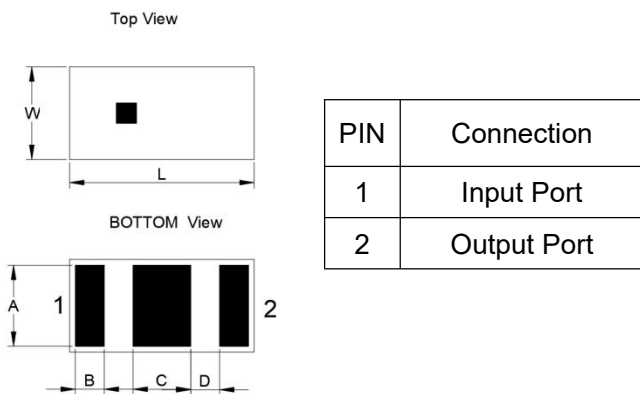 Top View
W
L
BOTTOM View
A
1
2
B
C
D
PIN Connection
1 Input Port
2 Output Port